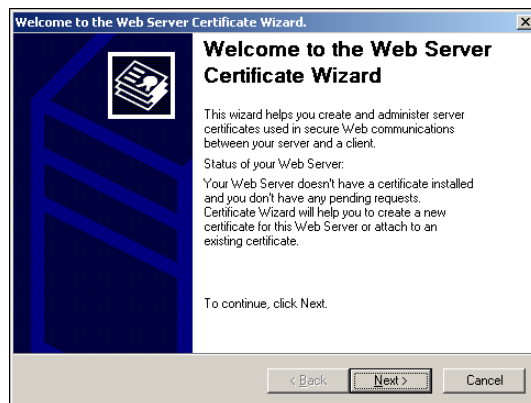 Welcome to the Web Server Certificate Wizard.
Welcome to the Web Server
Certificate Wizard
This wizard helps you create and administer server
certificates used in secure Web communications
between your server and a client.
Status of your Web Server:
Your Web Server doesn't have a certificate installed
and you don't have any pending requests.
Certificate Wizard will help you to create a new
certificate for this Web Server or attach to an
existing certificate.
To continue, click Next.
< Back Next > Cancel